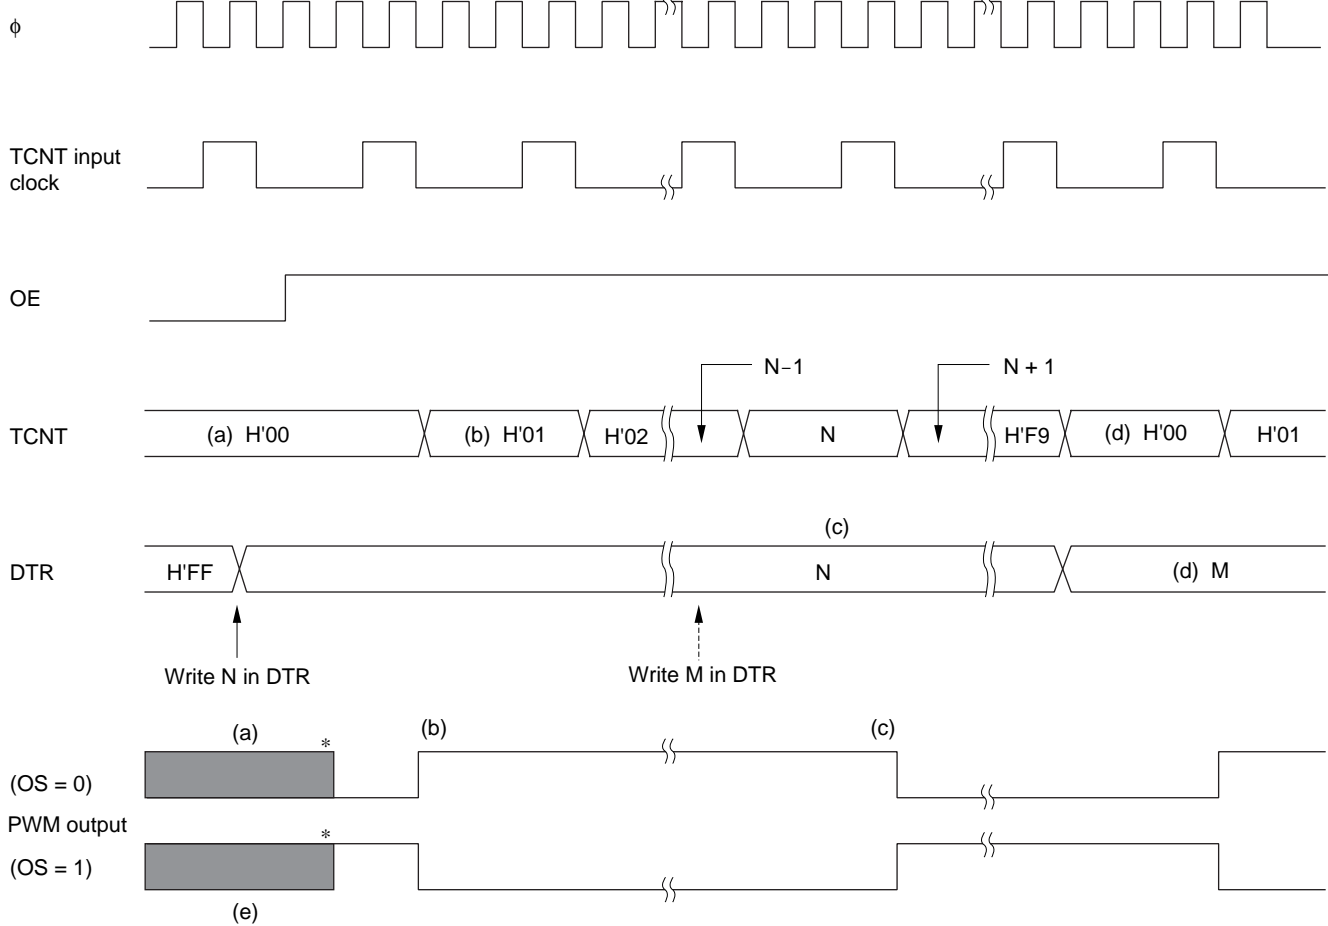 ϕ
TCNT input
clock
OE
N−1 N + 1
TCNT (a) H'00 (b) H'01 H'02 N H'F9 (d) H'00 H'01
(c)
DTR H'FF N (d) M
Write N in DTR Write M in DTR
(a) * (b) (c)
(OS = 0)
PWM output
*
(OS = 1)
(e)